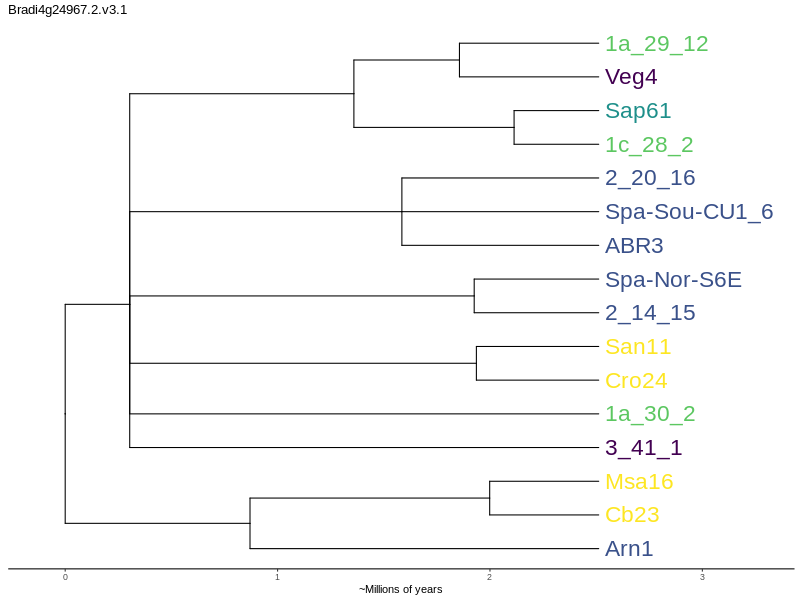 Bradi4g24967.2.v3.1
1a_29_12
Veg4
Sap61
1c_28_2
2_20_16
Spa-Sou-CU1_6
ABR3
Spa-Nor-S6E
2_14_15
San11
Cro24
1a_30_2
3_41_1
Msa16
Cb23
Arn1
0 1 2 3
~Millions of years